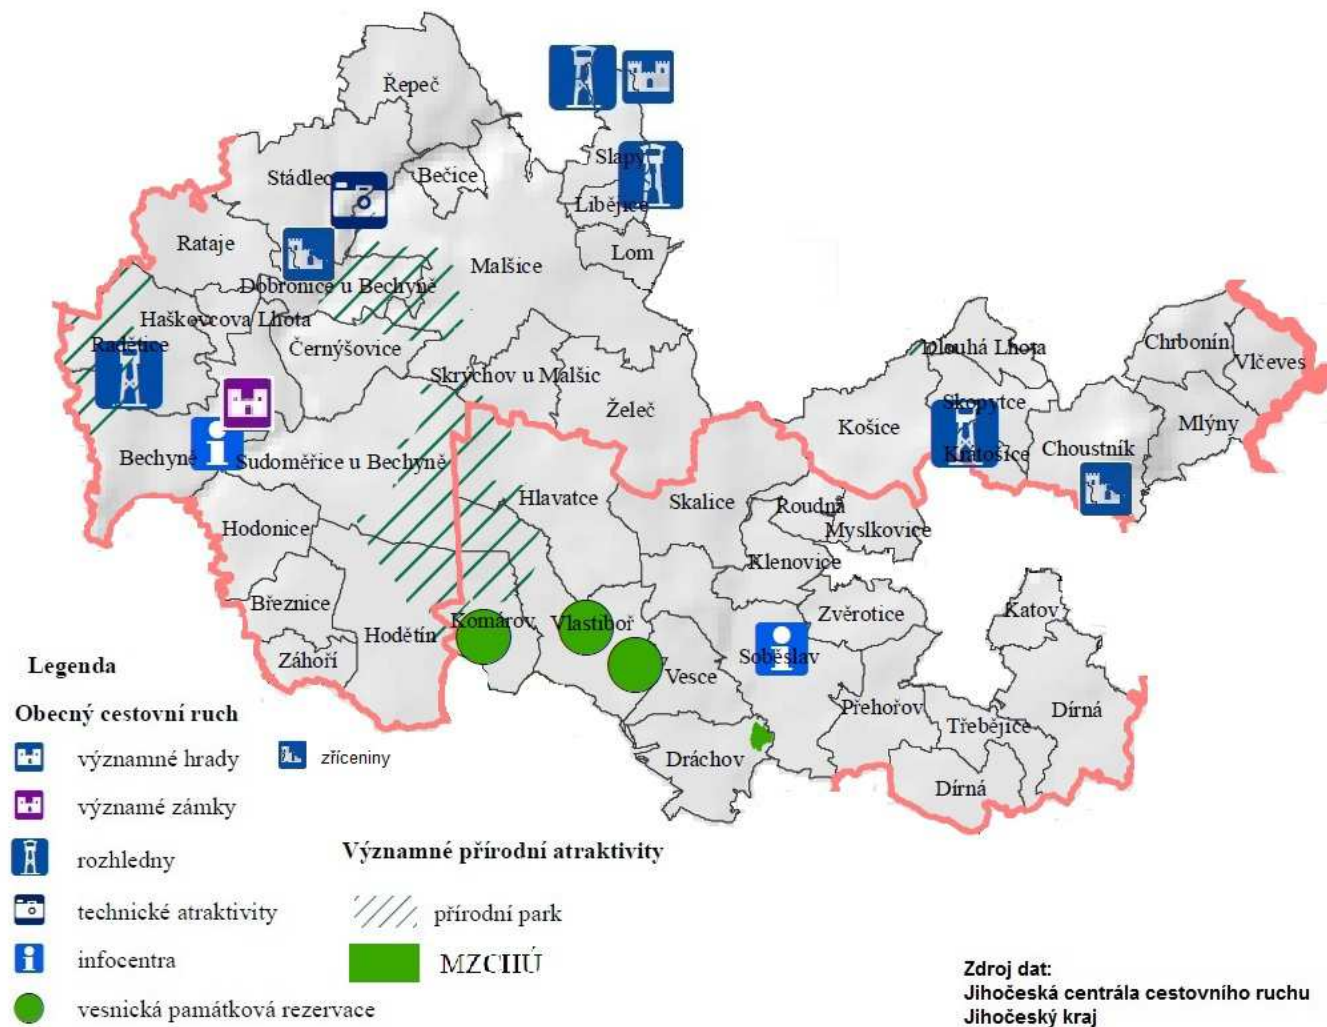 Řepeč
Slapy
Stádlec
Bečice
Libějice
Rataje
Lom
Malšice
Dobronice u Bechyně
Haškovcova Lhota
Radětice
Černýšovice
Dlouhá Lhota
Chrbonín
Vlčeves
Skrýchov u Malšic
Želeč
Skopytce
Mlýny
Košice
Choustník
Krátošice
Bechyně
Sudoměřice u Bechyně
Hlavatce
Skalice
Roudná
Myslkovice
Hodonice
Klenovice
Březnice
Zvěrotice
Katov
Komárov
Vlastiboř
Hodětín
Záhoří
Soběslav
Vesce
Přehořov
Třebějice
Dírná
Dráchov
Dírná
Legenda
Obecný cestovní ruch
významné hrady
zříceniny
významé zámky
rozhledny
technické atraktivity
infocentra
vesnická památková rezervace
Významné přírodní atraktivity
přírodní park
MZCHÚ
Zdroj dat:
Jihočeská centrála cestovního ruchu
Jihočeský kraj